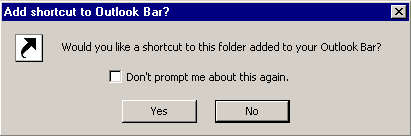 Add shortcut to Outlook Bar?
Would you like a shortcut to this folder added to your Outlook Bar?
Don't prompt me about this again.
Yes No